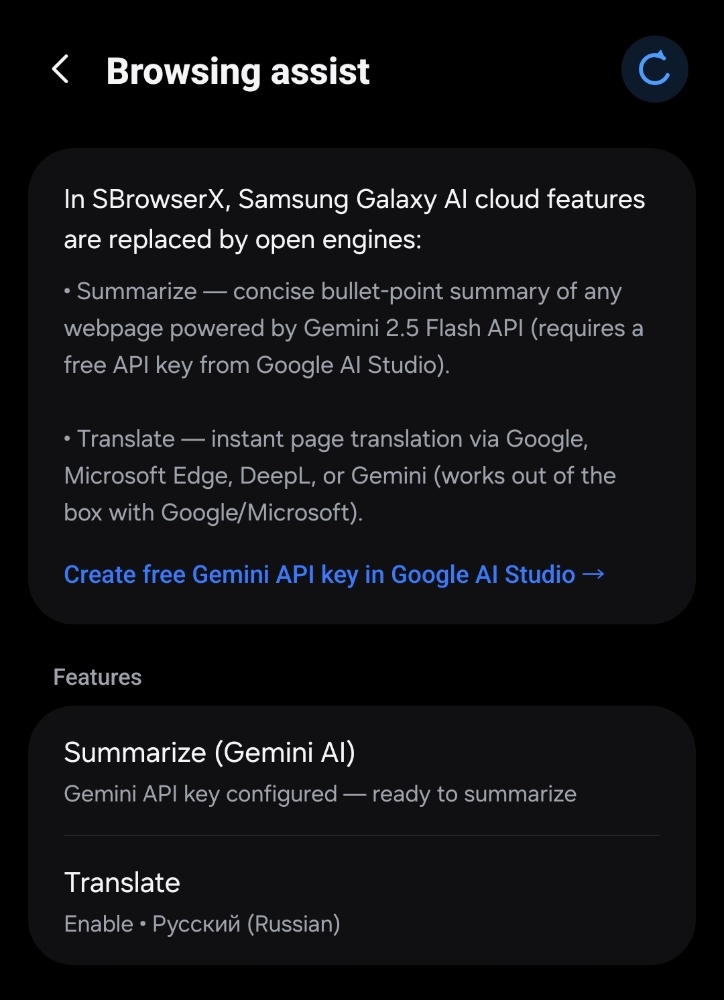 Browsing assist
In SBrowserX, Samsung Galaxy AI cloud features
are replaced by open engines:
• Summarize — concise bullet-point summary of any
webpage powered by Gemini 2.5 Flash API (requires a
free API key from Google AI Studio).
• Translate — instant page translation via Google,
Microsoft Edge, DeepL, or Gemini (works out of the
box with Google/Microsoft).
Create free Gemini API key in Google AI Studio →
Features
Summarize (Gemini AI)
Gemini API key configured — ready to summarize
Translate
Enable • Русский (Russian)